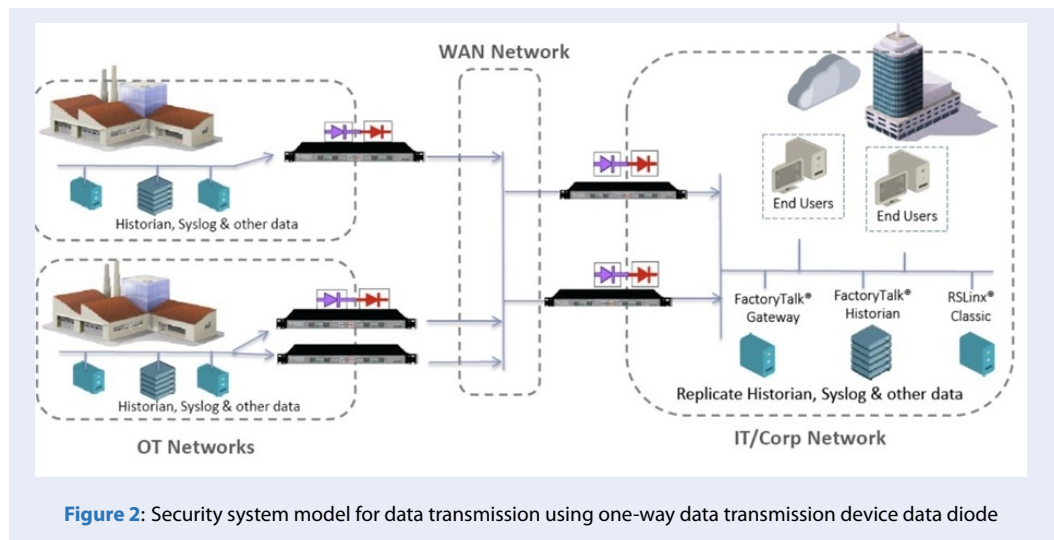 WAN Network
Historian, Syslog & other data
Historian, Syslog & other data
OT Networks
End Users
End Users
FactoryTalk®
Gateway
FactoryTalk®
Historian
RSLinx®
Classic
Replicate Historian, Syslog & other data
IT/Corp Network
Figure 2: Security system model for data transmission using one-way data transmission device data diode